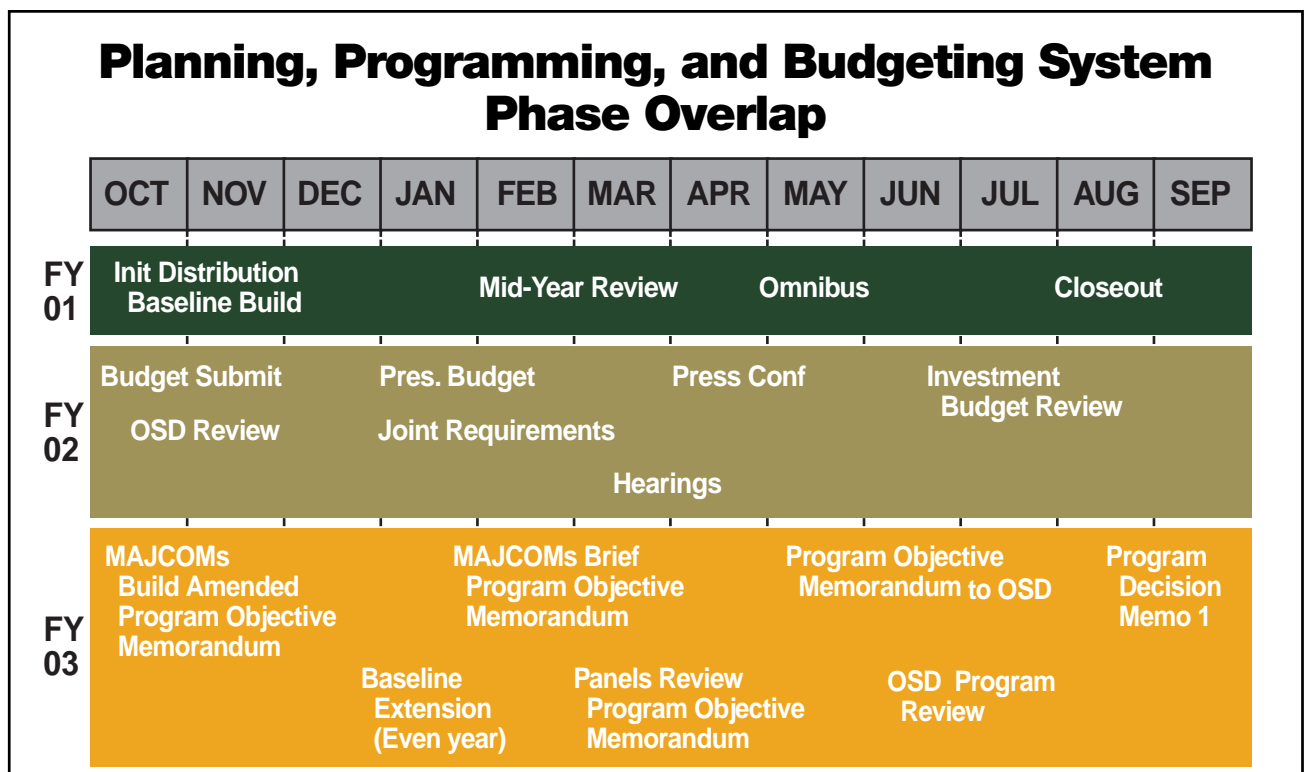 Planning, Programming, and Budgeting System
Phase Overlap
OCT NOV DEC JAN FEB MAR APR MAY JUN JUL AUG SEP
FY
01
Init Distribution
Baseline Build
Mid-Year Review
Omnibus
Closeout
FY
02
Budget Submit
OSD Review
Pres. Budget
Joint Requirements
Hearings
Press Conf
Investment
Budget Review
FY
03
MAJCOMs
Build Amended
Program Objective
Memorandum
Baseline
Extension
(Even year)
MAJCOMs Brief
Program Objective
Memorandum
Panels Review
Program Objective
Memorandum
Program Objective
Memorandum to OSD
OSD Program
Review
Program
Decision
Memo 1